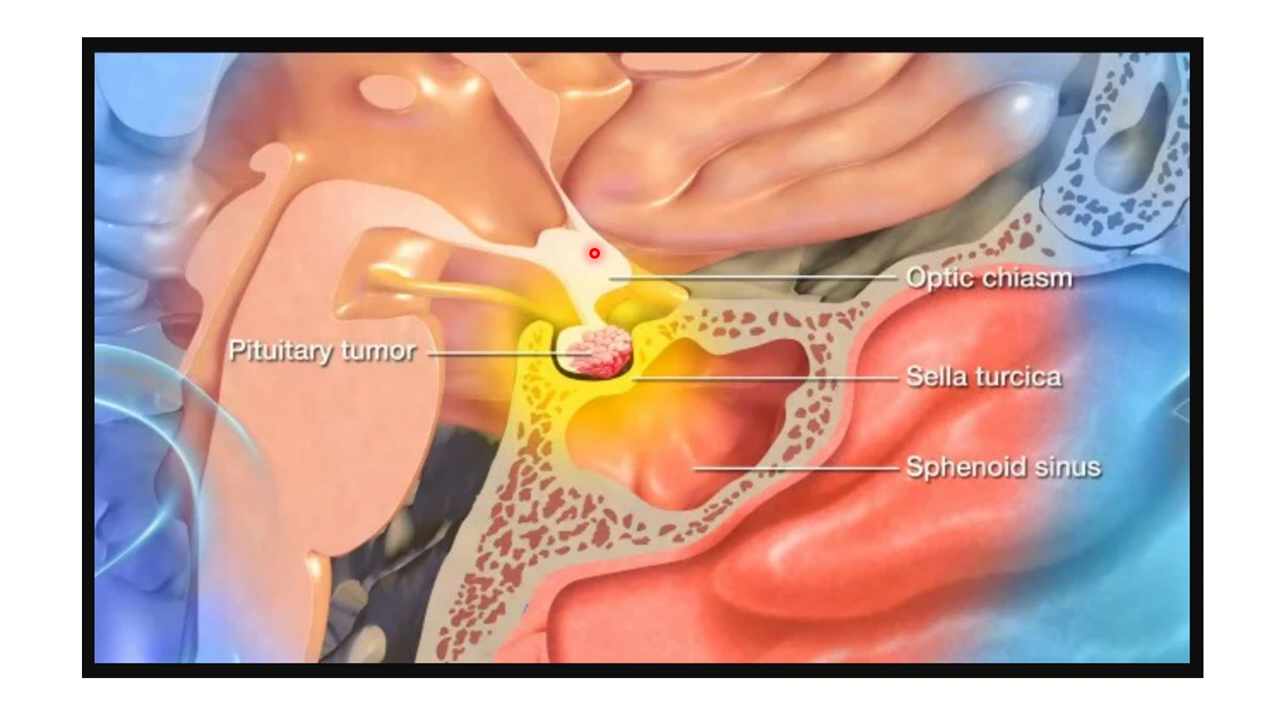 Optic chiasm
Pituitary tumor
Sella turcica
Sphenoid sinus